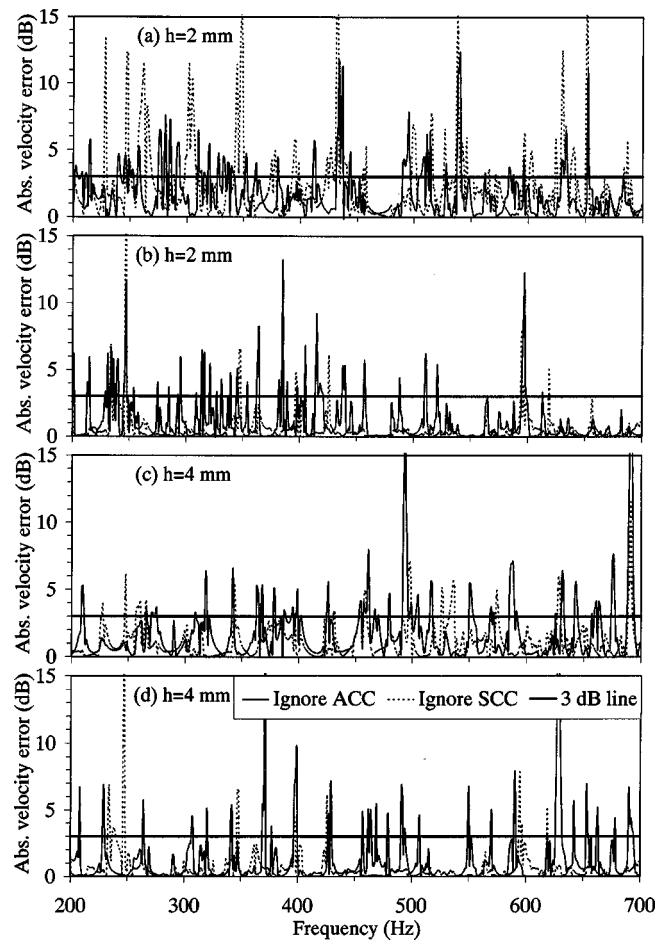 15
10
5
0
Abs. velocity error (dB)
(a) h=2 mm
15
10
5
0
Abs. velocity error (dB)
(b) h=2 mm
15
10
5
0
Abs. velocity error (dB)
(c) h=4 mm
15
10
5
0
Abs. velocity error (dB)
(d) h=4 mm
Ignore ACC Ignore SCC 3 dB line
200 300 400 500 600 700
Frequency (Hz)